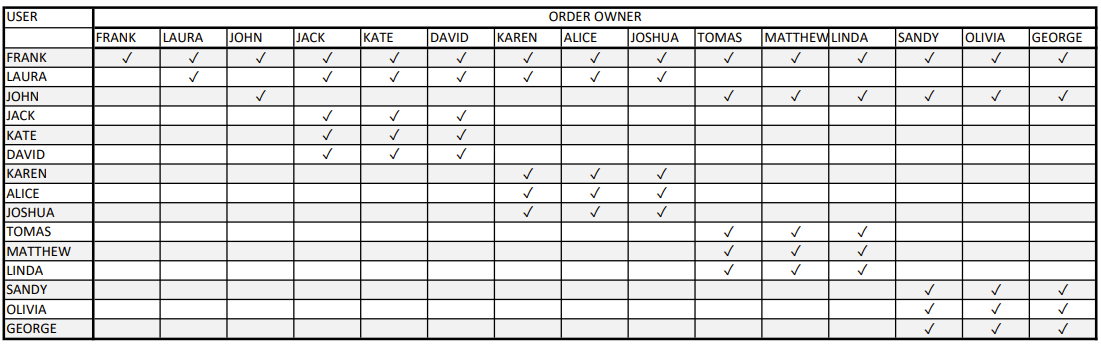 USER ORDER OWNER
FRANK LAURA JOHN JACK KATE DAVID KAREN ALICE JOSHUA TOMAS MATTHEW LINDA SANDY OLIVIA GEORGE
FRANK ✓ ✓ ✓ ✓ ✓ ✓ ✓ ✓ ✓ ✓ ✓ ✓ ✓ ✓ ✓
LAURA ✓ ✓ ✓ ✓ ✓ ✓ ✓
JOHN ✓ ✓ ✓ ✓ ✓ ✓ ✓
JACK ✓ ✓ ✓
KATE ✓ ✓ ✓
DAVID ✓ ✓ ✓
KAREN ✓ ✓ ✓
ALICE ✓ ✓ ✓
JOSHUA ✓ ✓ ✓
TOMAS ✓ ✓ ✓
MATTHEW ✓ ✓ ✓
LINDA ✓ ✓ ✓
SANDY ✓ ✓ ✓
OLIVIA ✓ ✓ ✓
GEORGE ✓ ✓ ✓